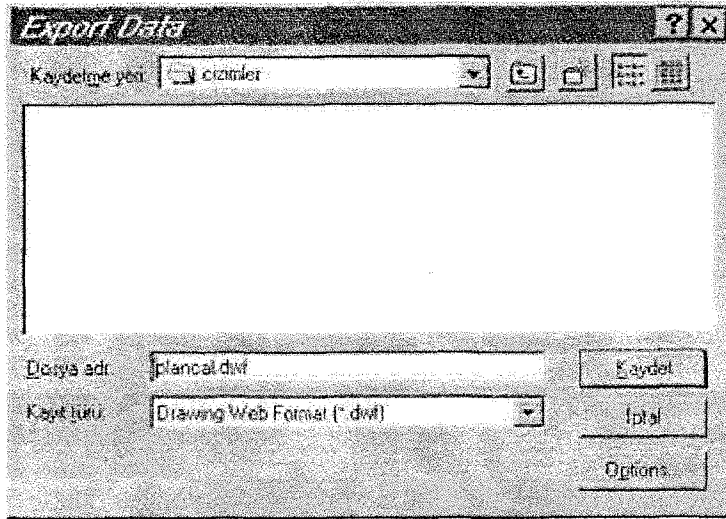 Export Data
Kaydetme yeri: cizimler
Dosya adı: plancal.dwf
Kaydet
Kayıt türü: Drawing Web Format (*.dwf)
İptal
Options...